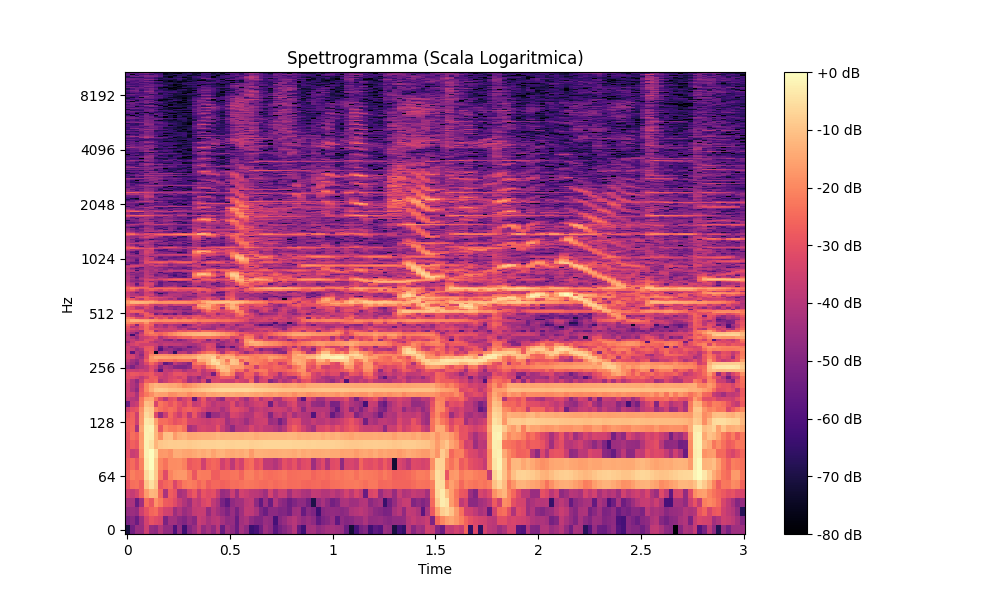 Spettrogramma (Scala Logaritmica)
Hz
8192
4096
2048
1024
512
256
128
64
0
0
0.5
1
1.5
2
2.5
3
Time
+0 dB
-10 dB
-20 dB
-30 dB
-40 dB
-50 dB
-60 dB
-70 dB
-80 dB